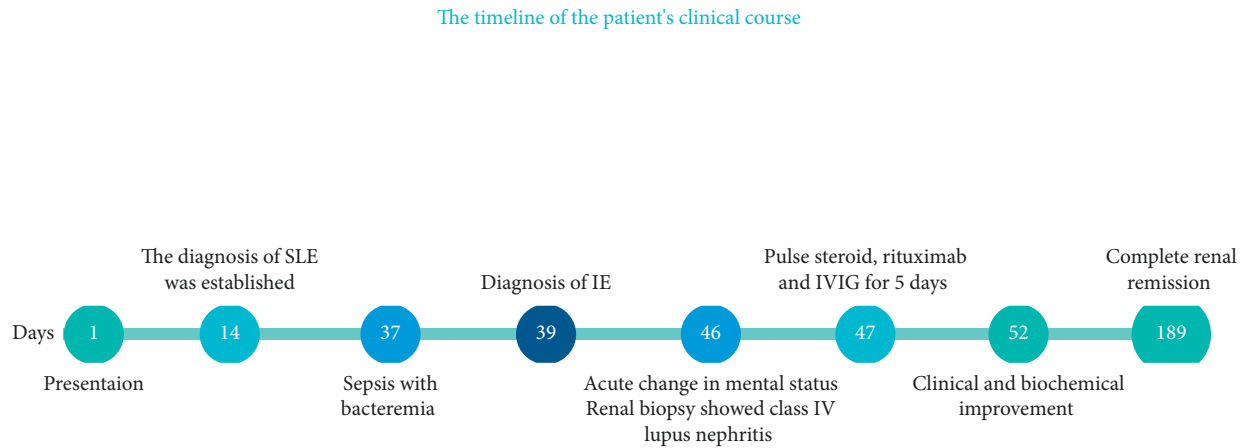 The timeline of the patient's clinical course
The diagnosis of SLE
was established
Diagnosis of IE
Pulse steroid, rituximab
and IVIG for 5 days
Complete renal
remission
Days 1 14 37 39 46 47 52 189
Presentaion
Sepsis with
bacteremia
Acute change in mental status
Renal biopsy showed class IV
lupus nephritis
Clinical and biochemical
improvement